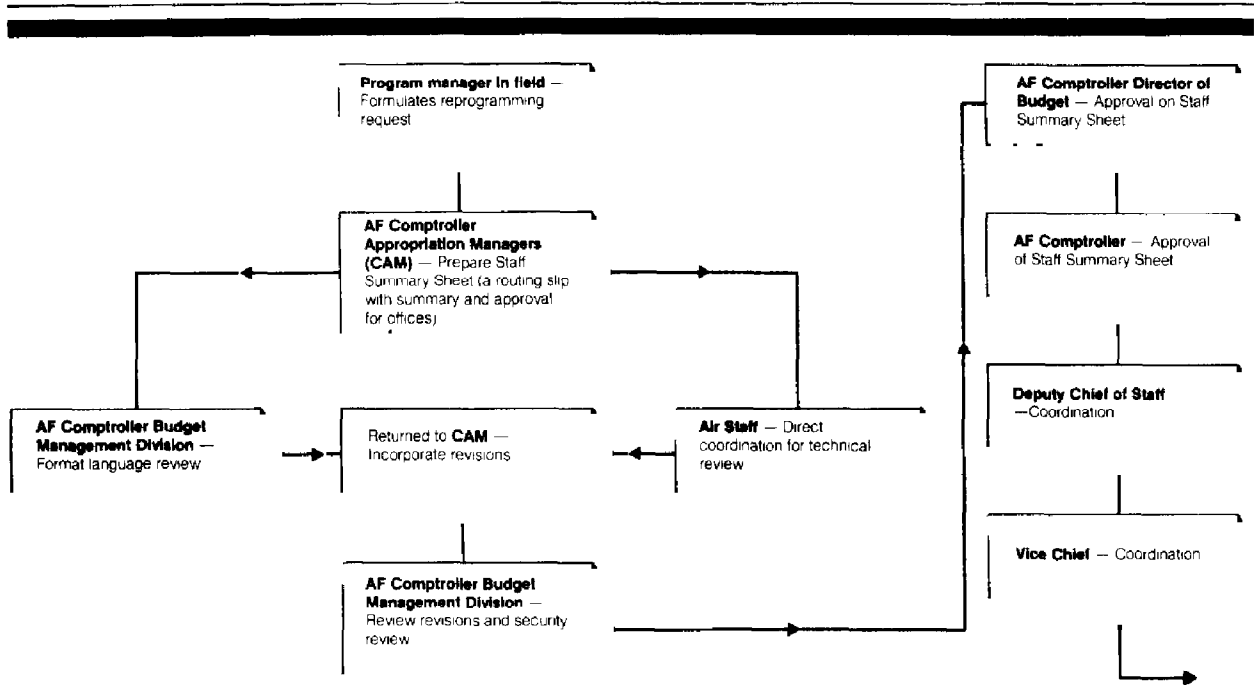 Program manager in field —
Formulates reprogramming
request
AF Comptroller
Appropriation Managers
(CAM) — Prepare Staff
Summary Sheet (a routing slip
with summary and approval
for offices)
AF Comptroller Budget
Management Division —
Format language review
Returned to CAM —
Incorporate revisions
Air Staff — Direct
coordination for technical
review
AF Comptroller Budget
Management Division —
Review revisions and security
review
AF Comptroller Director of
Budget — Approval on Staff
Summary Sheet
AF Comptroller — Approval
of Staff Summary Sheet
Deputy Chief of Staff
—Coordination
Vice Chief — Coordination